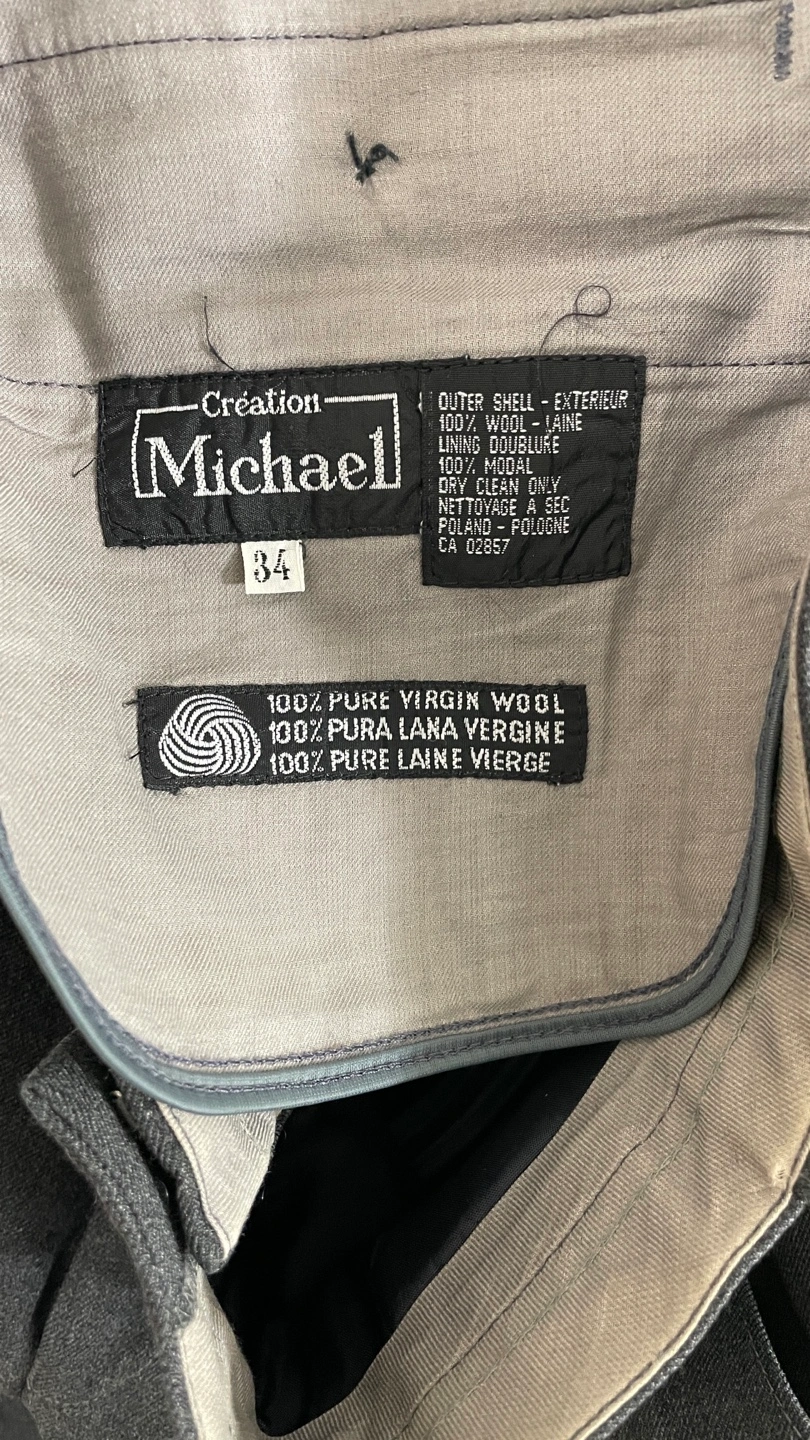 Création
Michael
OUTER SHELL - EXTERIEUR
100% WOOL - LAINE
LINING DOUBLURE
100% MODAL
DRY CLEAN ONLY
NETTOYAGE A SEC
POLAND - POLOGNE
CA 02857
34
100% PURE VIRGIN WOOL
100% PURA LANA VERGINE
100% PURE LAINE VIERGE